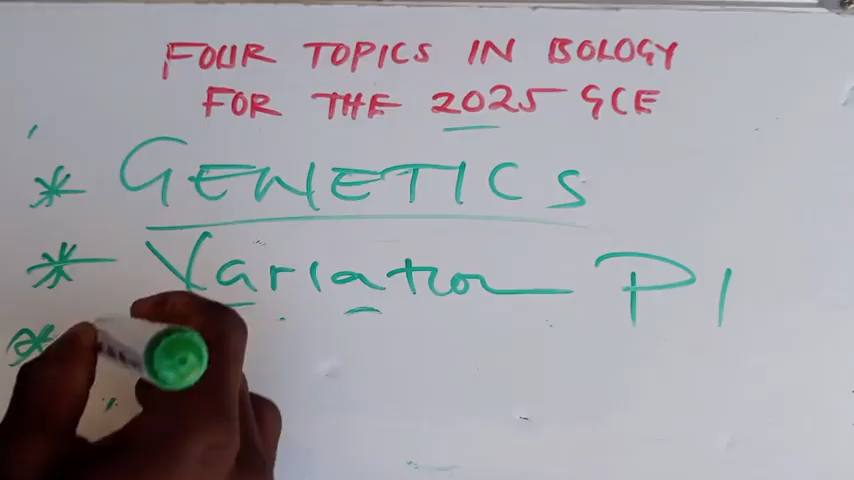 FOUR TOPICS IN BOLOGY
FOR THE 2025 GCE
* GENETICS
* Variation P1
*